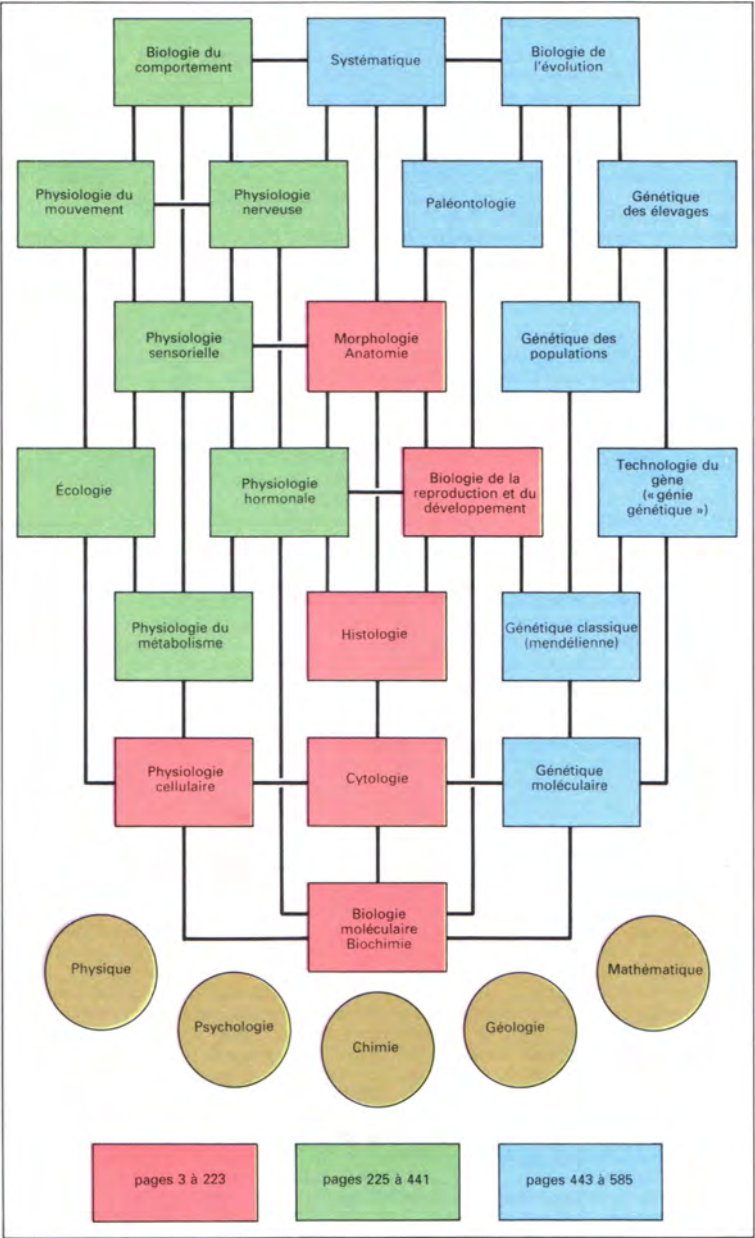 Biologie du
comportement
Systématique
Biologie de
l'évolution
Physiologie du
mouvement
Physiologie
nerveuse
Paléontologie
Génétique
des élevages
Physiologie
sensorielle
Morphologie
Anatomie
Génétique des
populations
Écologie
Physiologie
hormonale
Biologie de la
reproduction et du
développement
Technologie du
gène
(« génie
génétique »)
Physiologie du
métabolisme
Histologie
Génétique classique
(mendélienne)
Physiologie
cellulaire
Cytologie
Génétique
moléculaire
Biologie
moléculaire
Biochimie
Physique
Psychologie
Chimie
Géologie
Mathématique
pages 3 à 223
pages 225 à 441
pages 443 à 585